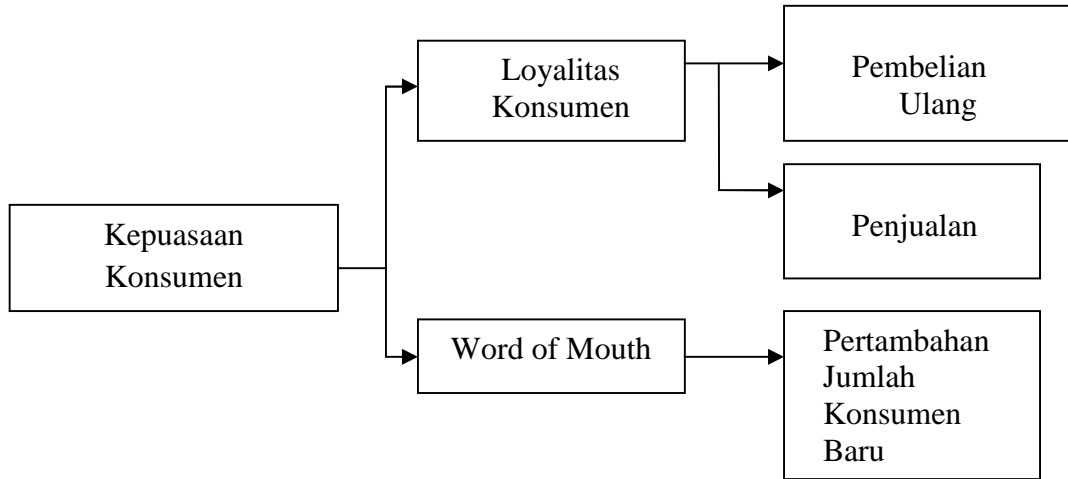 Loyalitas
Konsumen
Pembelian
Ulang
Penjualan
Kepuasaan
Konsumen
Word of Mouth
Pertambahan
Jumlah
Konsumen
Baru